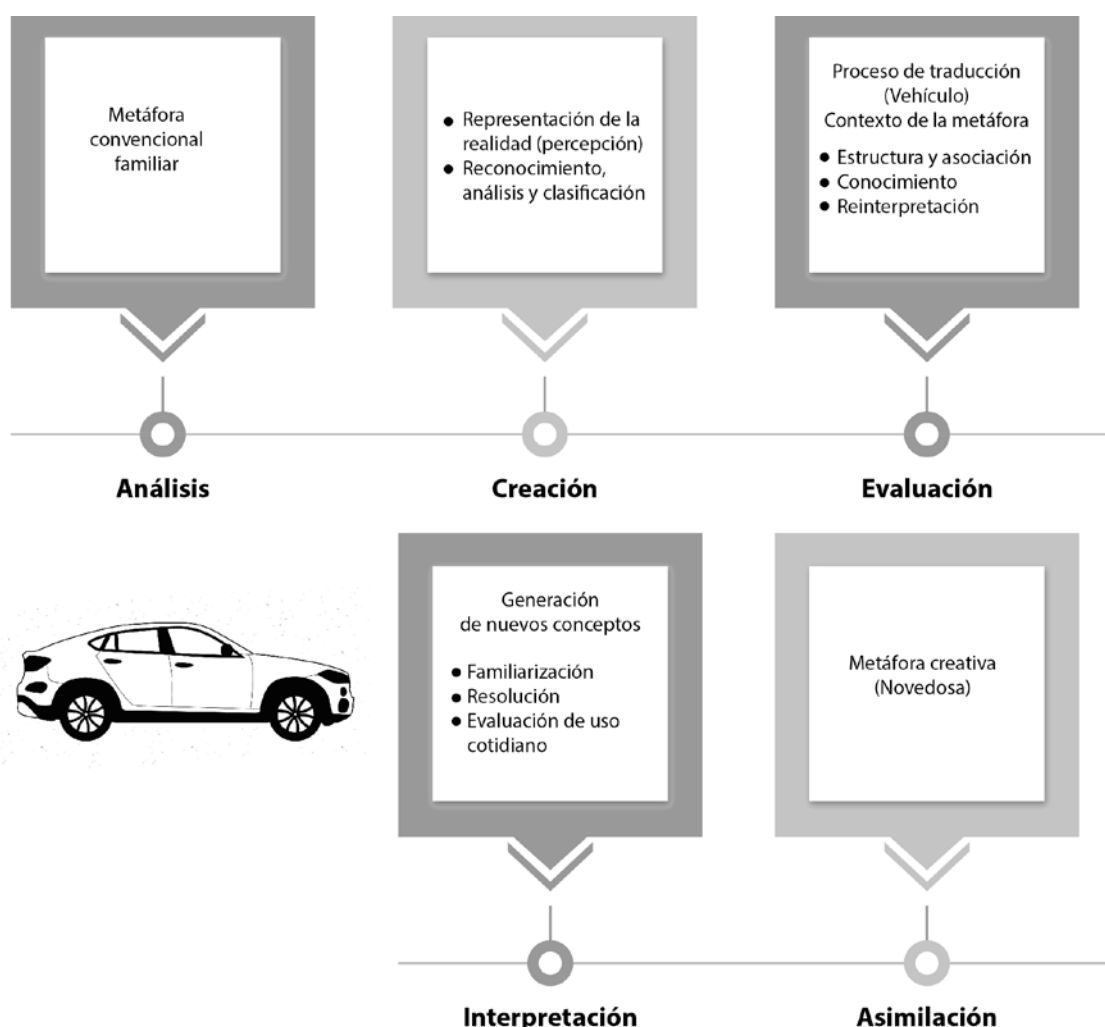 Metáfora
convencional
familiar
● Representación de la
realidad (percepción)
● Reconocimiento,
análisis y clasificación
Proceso de traducción
(Vehículo)
Contexto de la metáfora
● Estructura y asociación
● Conocimiento
● Reinterpretación
Análisis
Creación
Evaluación
Generación
de nuevos conceptos
● Familiarización
● Resolución
● Evaluación de uso
cotidiano
Metáfora creativa
(Novedosa)
Interpretación
Asimilación